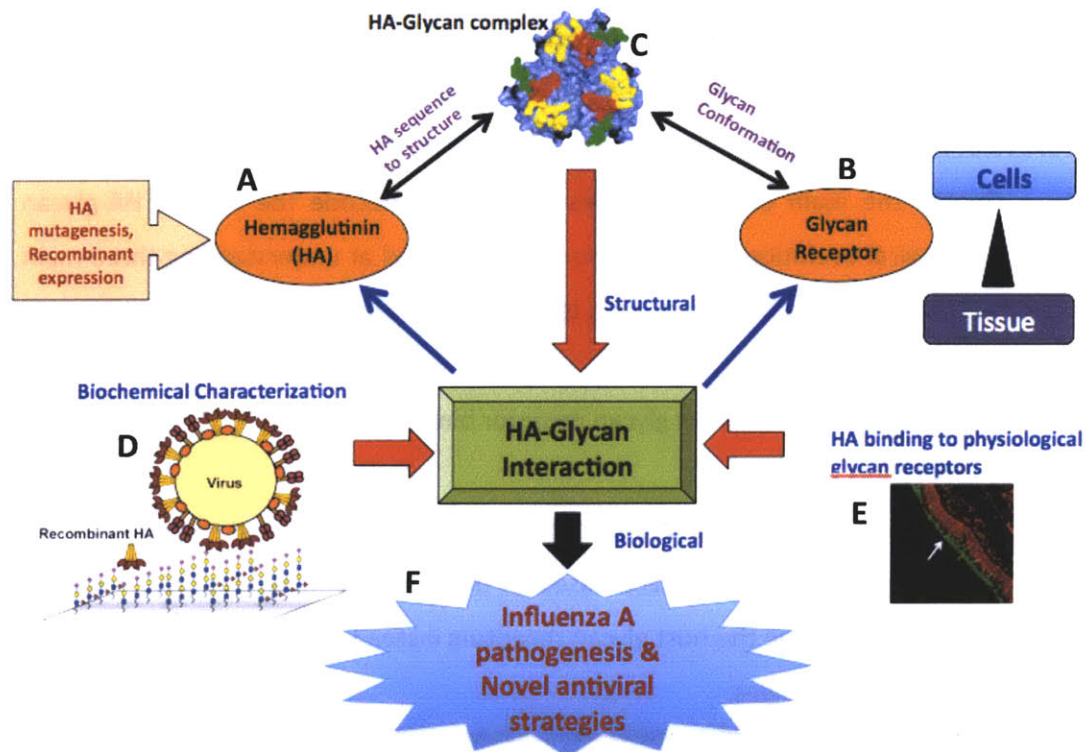 HA-Glycan complex
C
HA sequence
to structure
Glycan
Conformation
A
Hemagglutinin
(HA)
HA
mutagenesis,
Recombinant
expression
B
Glycan
Receptor
Cells
Tissue
Structural
Biochemical Characterization
D
Virus
Recombinant HA
HA-Glycan
Interaction
HA binding to physiological
glycan receptors
E
Biological
F
Influenza A
pathogenesis &
Novel antiviral
strategies